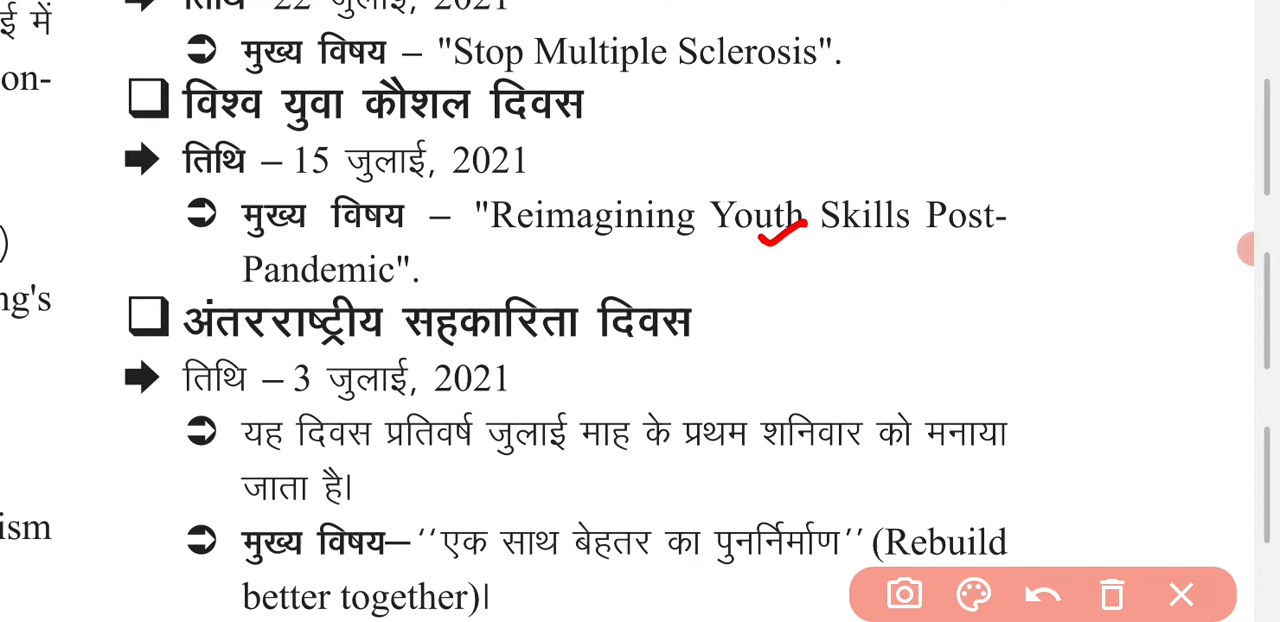 ई में
on-
)
ng's
ism
तिथि–22 जुलाई, 2021
मुख्य विषय – "Stop Multiple Sclerosis".
विश्व युवा कौशल दिवस
तिथि – 15 जुलाई, 2021
मुख्य विषय – "Reimagining Youth Skills Post-
Pandemic".
अंतरराष्ट्रीय सहकारिता दिवस
तिथि – 3 जुलाई, 2021
यह दिवस प्रतिवर्ष जुलाई माह के प्रथम शनिवार को मनाया
जाता है।
मुख्य विषय–‘‘एक साथ बेहतर का पुनर्निर्माण’’ (Rebuild
better together)।